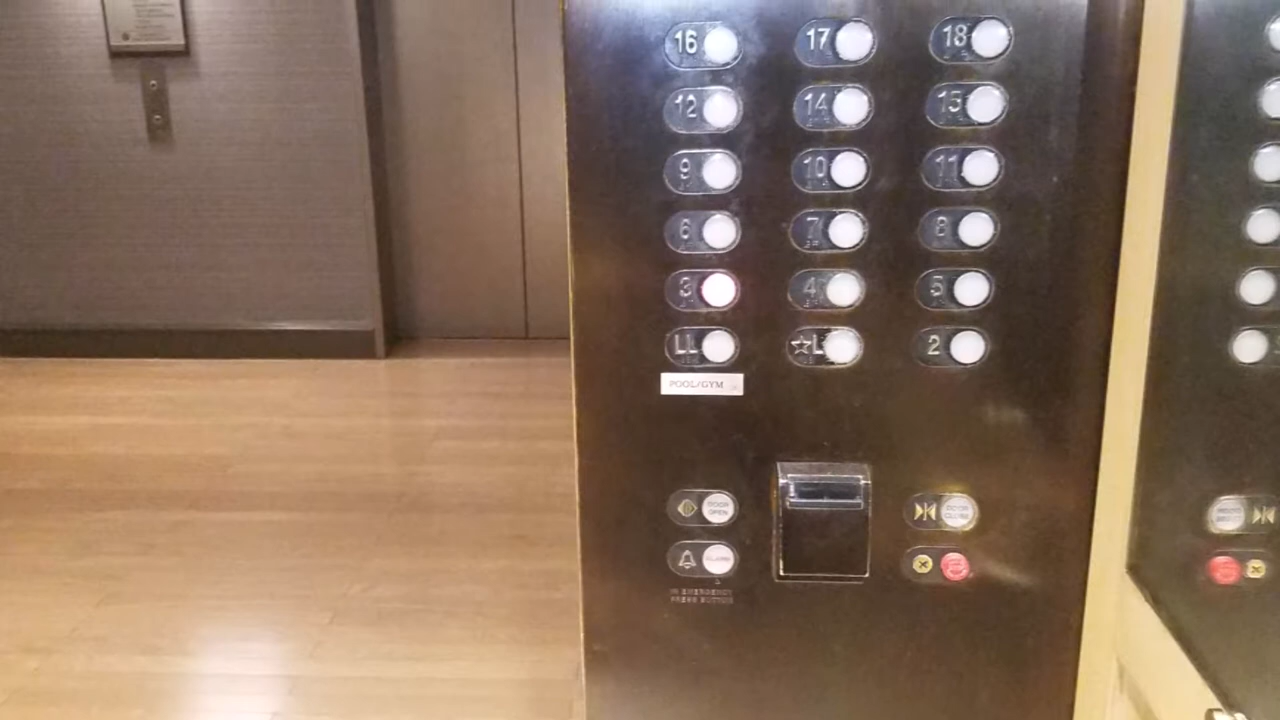 16 17 18
12 14 15
9 10 11
6 7 8
3 4 5
LL ☆L 2
POOL/GYM
DOOR OPEN DOOR CLOSE
ALARM
IN EMERGENCY
PRESS BUTTON